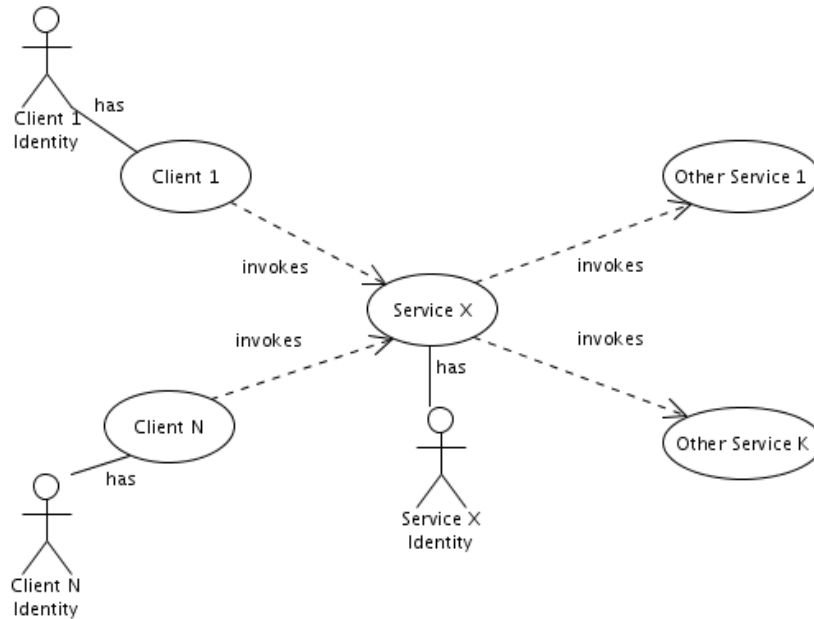 has
Client 1
Identity
Client 1
Other Service 1
invokes
invokes
Service X
invokes
invokes
has
Client N
Other Service K
has
Service X
Identity
Client N
Identity